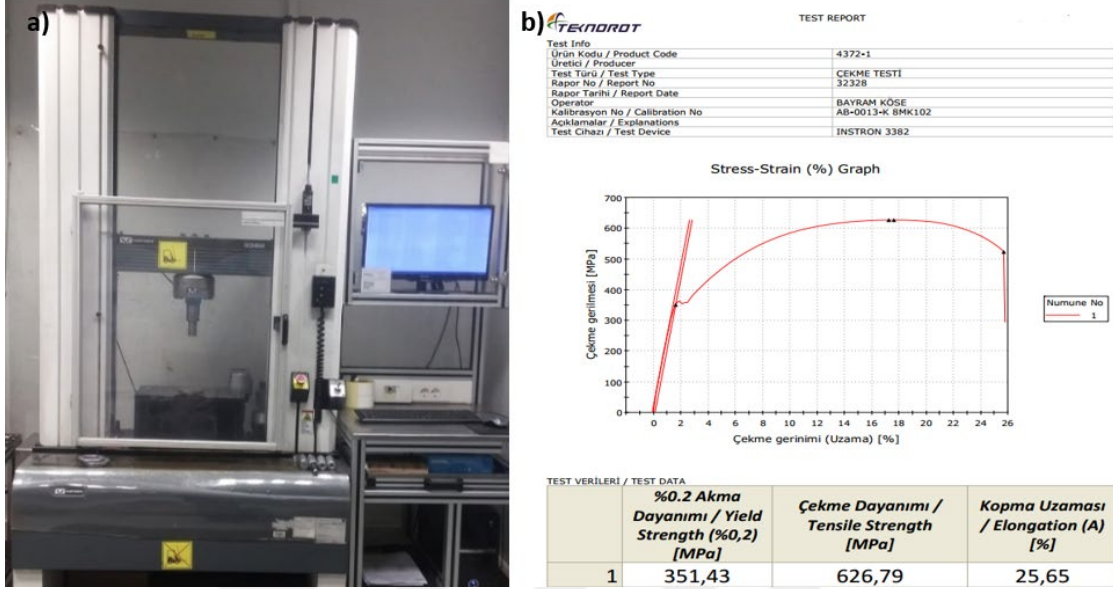 a)
b)
TEKNOROT
TEST REPORT
Test Info
Ürün Kodu / Product Code 4372-1
Üretici / Producer
Test Türü / Test Type ÇEKME TESTİ
Rapor No / Report No 32328
Rapor Tarihi / Report Date
Operator BAYRAM KÖSE
Kalibrasyon No / Calibration No AB-0013-K 8MK102
Açıklamalar / Explanations
Test Cihazı / Test Device INSTRON 3382
Stress-Strain (%) Graph
Çekme gerilmesi [MPa]
700
600
500
400
300
200
100
0
0 2 4 6 8 10 12 14 16 18 20 22 24 26
Çekme gerinimi (Uzama) [%]
Numune No
1
TEST VERİLERİ / TEST DATA
%0.2 Akma
Dayanımı / Yield
Strength (%0,2)
[MPa]
Çekme Dayanımı /
Tensile Strength
[MPa]
Kopma Uzaması
/ Elongation (A)
[%]
1 351,43 626,79 25,65